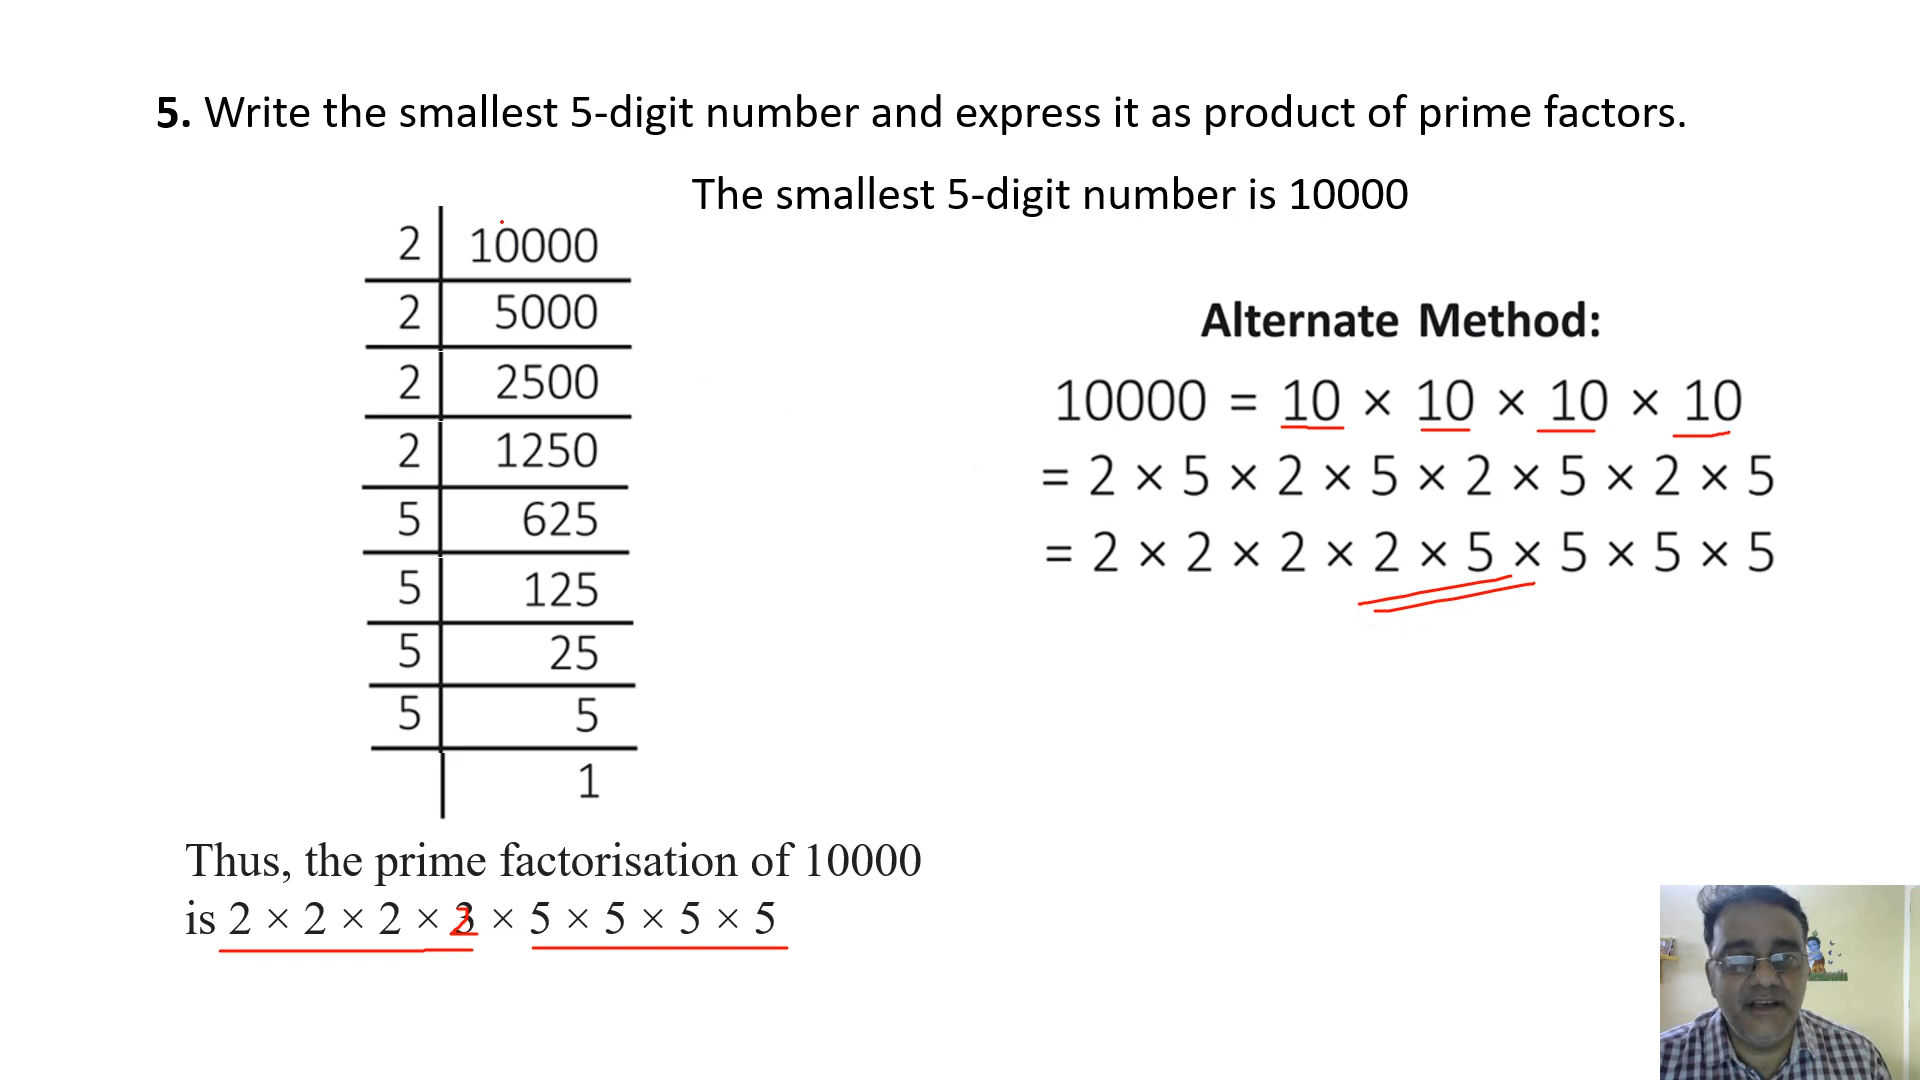 5. Write the smallest 5-digit number and express it as product of prime factors.
The smallest 5-digit number is 10000
2 10000
2 5000
2 2500
2 1250
5 625
5 125
5 25
5 5
1
Alternate Method:
10000 = 10 × 10 × 10 × 10
= 2 × 5 × 2 × 5 × 2 × 5 × 2 × 5
= 2 × 2 × 2 × 2 × 5 × 5 × 5 × 5
Thus, the prime factorisation of 10000
is 2 × 2 × 2 × 2 × 5 × 5 × 5 × 5